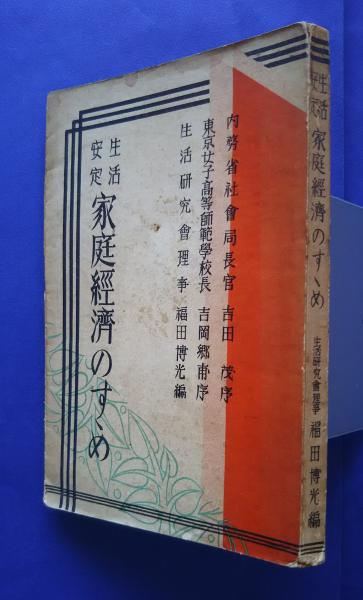 内務省社會局長官 吉田 茂序
東京女子高等師範學校長 吉岡郷甫序
生活研究會理事 福田博光編
生活
安定
家庭經濟のすゝめ
生活
安定
家庭經濟のすゝめ
生活研究會理事 福田博光編